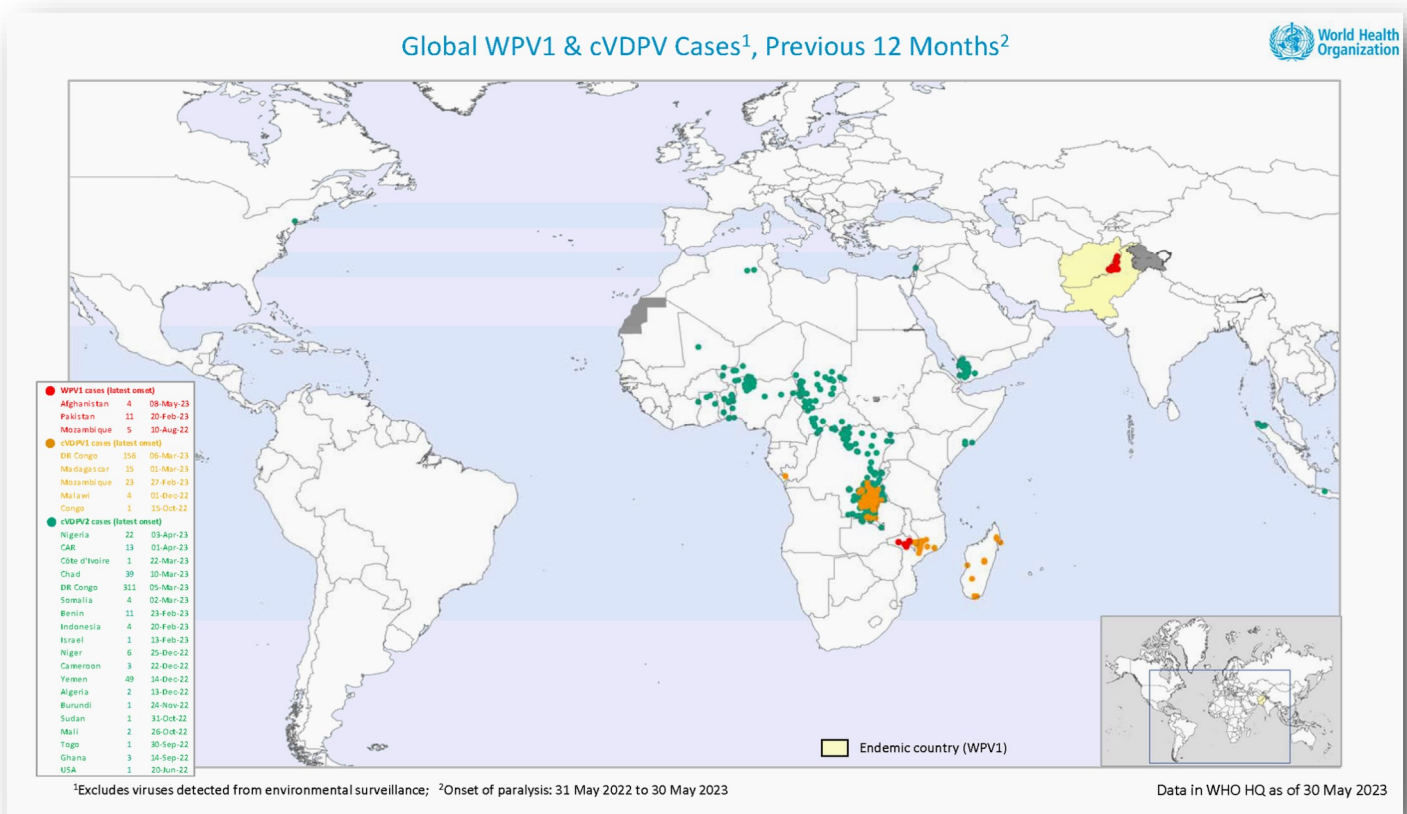 Global WPV1 & cVDPV Cases¹, Previous 12 Months²
World Health
Organization
WPV1 cases (latest onset)
Afghanistan 4 08-May-23
Pakistan 11 20-Feb-23
Mozambique 5 10-Aug-22
cVDPV1 cases (latest onset)
DR Congo 156 06-Mar-23
Madagascar 15 01-Mar-23
Mozambique 23 27-Feb-23
Malawi 4 01-Dec-22
Congo 1 15-Oct-22
cVDPV2 cases (latest onset)
Nigeria 22 03-Apr-23
CAR 13 01-Apr-23
Côte d'Ivoire 1 22-Mar-23
Chad 39 10-Mar-23
DR Congo 311 05-Mar-23
Somalia 4 02-Mar-23
Benin 11 23-Feb-23
Indonesia 4 20-Feb-23
Israel 1 13-Feb-23
Niger 6 25-Dec-22
Cameroon 3 22-Dec-22
Yemen 49 14-Dec-22
Algeria 2 13-Dec-22
Burundi 1 24-Nov-22
Sudan 1 31-Oct-22
Mali 2 26-Oct-22
Togo 1 30-Sep-22
Ghana 3 14-Sep-22
USA 1 20-Jun-22
Endemic country (WPV1)
¹Excludes viruses detected from environmental surveillance; ²Onset of paralysis: 31 May 2022 to 30 May 2023
Data in WHO HQ as of 30 May 2023